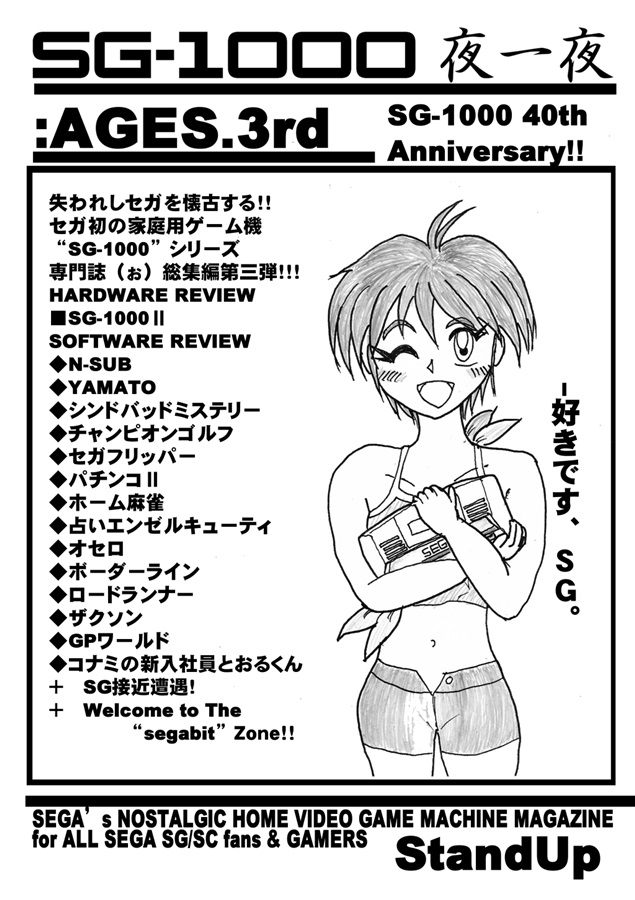 SG-1000 夜一夜
:AGES.3rd
SG-1000 40th
Anniversary!!
失われしセガを懐古する!!
セガ初の家庭用ゲーム機
“SG-1000”シリーズ
専門誌（ぉ）総集編第三弾!!!
HARDWARE REVIEW
■SG-1000Ⅱ
SOFTWARE REVIEW
◆N-SUB
◆YAMATO
◆シンドバッドミステリー
◆チャンピオンゴルフ
◆セガフリッパー
◆パチンコⅡ
◆ホーム麻雀
◆占いエンゼルキューティ
◆オセロ
◆ボーダーライン
◆ロードランナー
◆ザクソン
◆GPワールド
◆コナミの新入社員とおるくん
＋　SG接近遭遇!
＋　Welcome to The
“segabit”Zone!!
SEGA
-好きです、SG。
SEGA’s NOSTALGIC HOME VIDEO GAME MACHINE MAGAZINE
for ALL SEGA SG/SC fans & GAMERS
StandUp